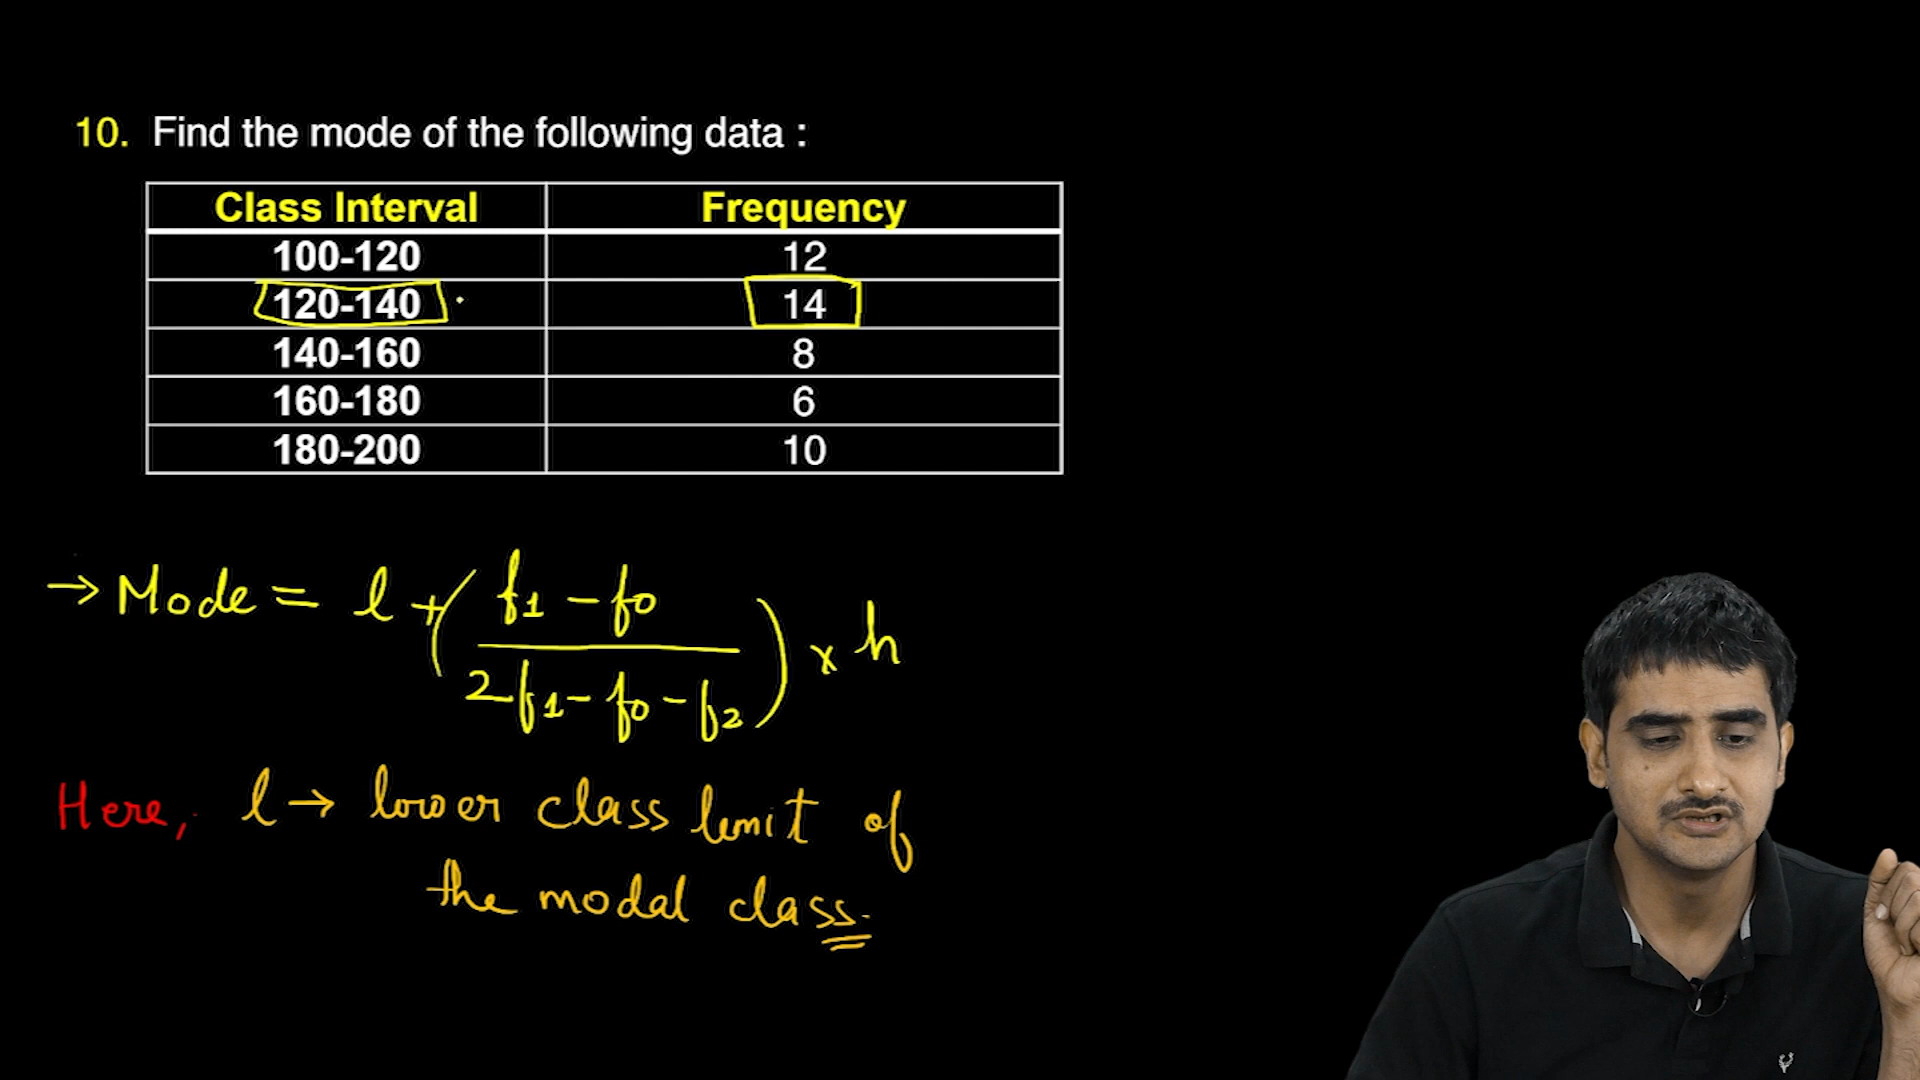 10. Find the mode of the following data :
Class Interval Frequency
100-120 12
120-140 14
140-160 8
160-180 6
180-200 10
→ Mode = l + ( f1 - f0 / 2f1 - f0 - f2 ) × h
Here, l → lower class limit of
the modal class.